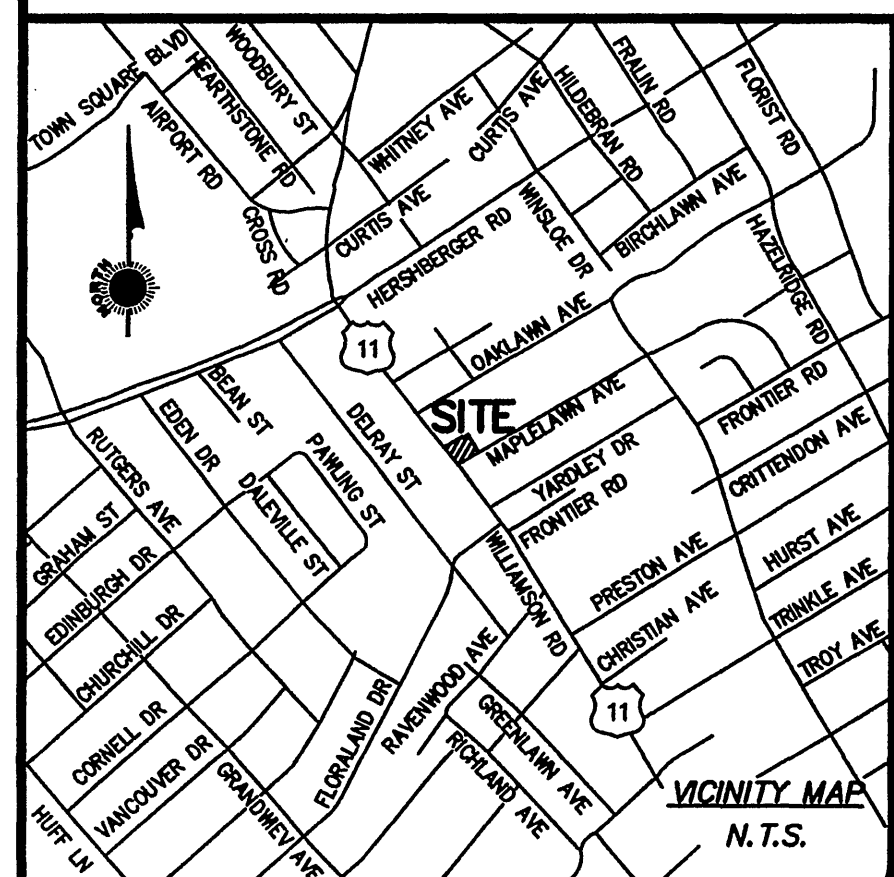 TOWN SQUARE BLVD
HEARTHSTONE RD
WOODBURY ST
AIRPORT RD
WHITNEY AVE
CURTIS AVE
HILDEBRAN RD
FRALIN RD
FLORIST RD
NORTH
CROSS RD
CURTIS AVE
HERSHBERGER RD
WINSLOE DR
BIRCHLAWN AVE
HAZELRIDGE RD
11
OAKLAWN AVE
BEAN ST
EDEN DR
DELRAY ST
SITE
MAPLELAWN AVE
FRONTIER RD
RUTGERS AVE
PAWLING ST
DALEVILLE ST
YARDLEY DR
FRONTIER RD
CRITTENDON AVE
GRAHAM ST
EDINBURGH DR
WILLIAMSON RD
PRESTON AVE
HURST AVE
CHURCHILL DR
CHRISTIAN AVE
TRINKLE AVE
TROY AVE
CORNELL DR
VANCOUVER DR
FLORALAND DR
RAVENWOOD AVE
GREENLAWN AVE
RICHLAND AVE
11
GRANDWIEV AVE
HUFF LN
VICINITY MAP
N.T.S.